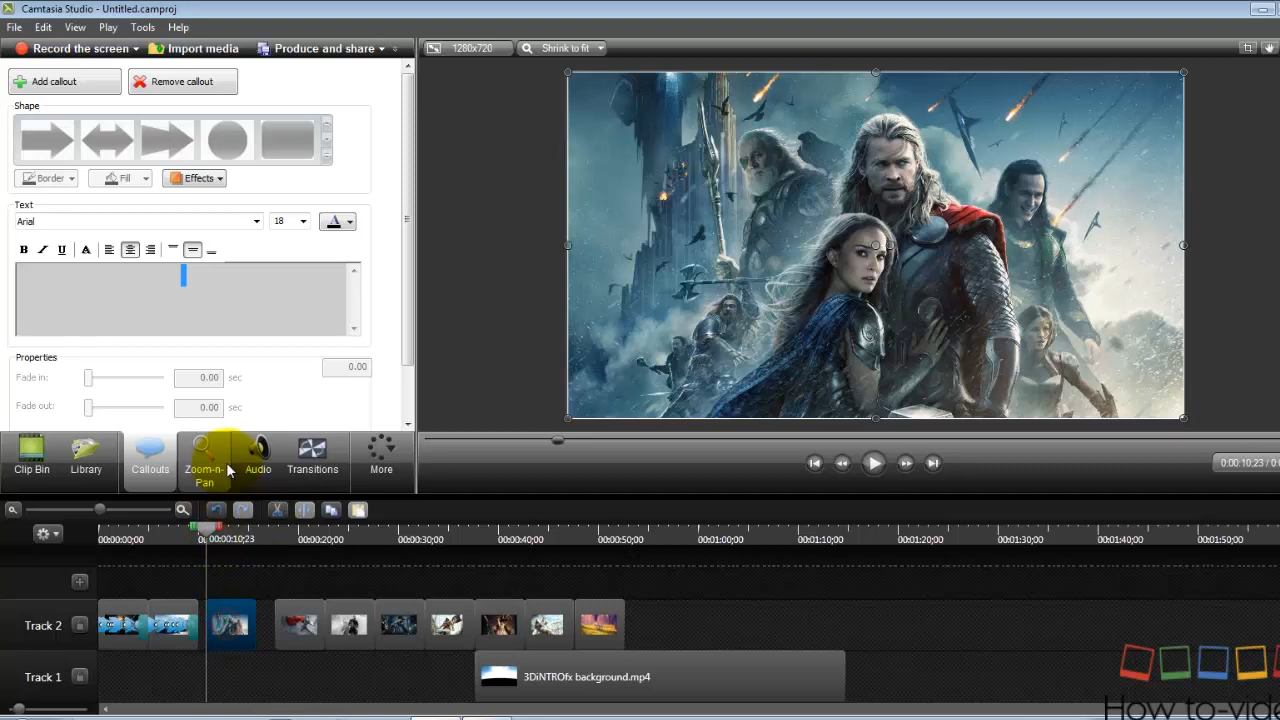 Camtasia Studio - Untitled.camproj
File Edit View Play Tools Help
Record the screen Import media Produce and share
1280x720 Shrink to fit
Add callout Remove callout
Shape
Border Fill Effects
Text
Arial 18 A
B I U A
Properties
0.00
Fade in: 0.00 sec
Fade out: 0.00 sec
Clip Bin Library Callouts Zoom-n-Pan Audio Transitions More
0:00:10;23 / 0:
00:00:00;00 00:00:10;23 00:00:20;00 00:00:30;00 00:00:40;00 00:00:50;00 00:01:00;00 00:01:10;00 00:01:20;00 00:01:30;00 00:01:40;00 00:01:50;00
Track 2
Track 1 3DiNTROfx background.mp4
How to-vid